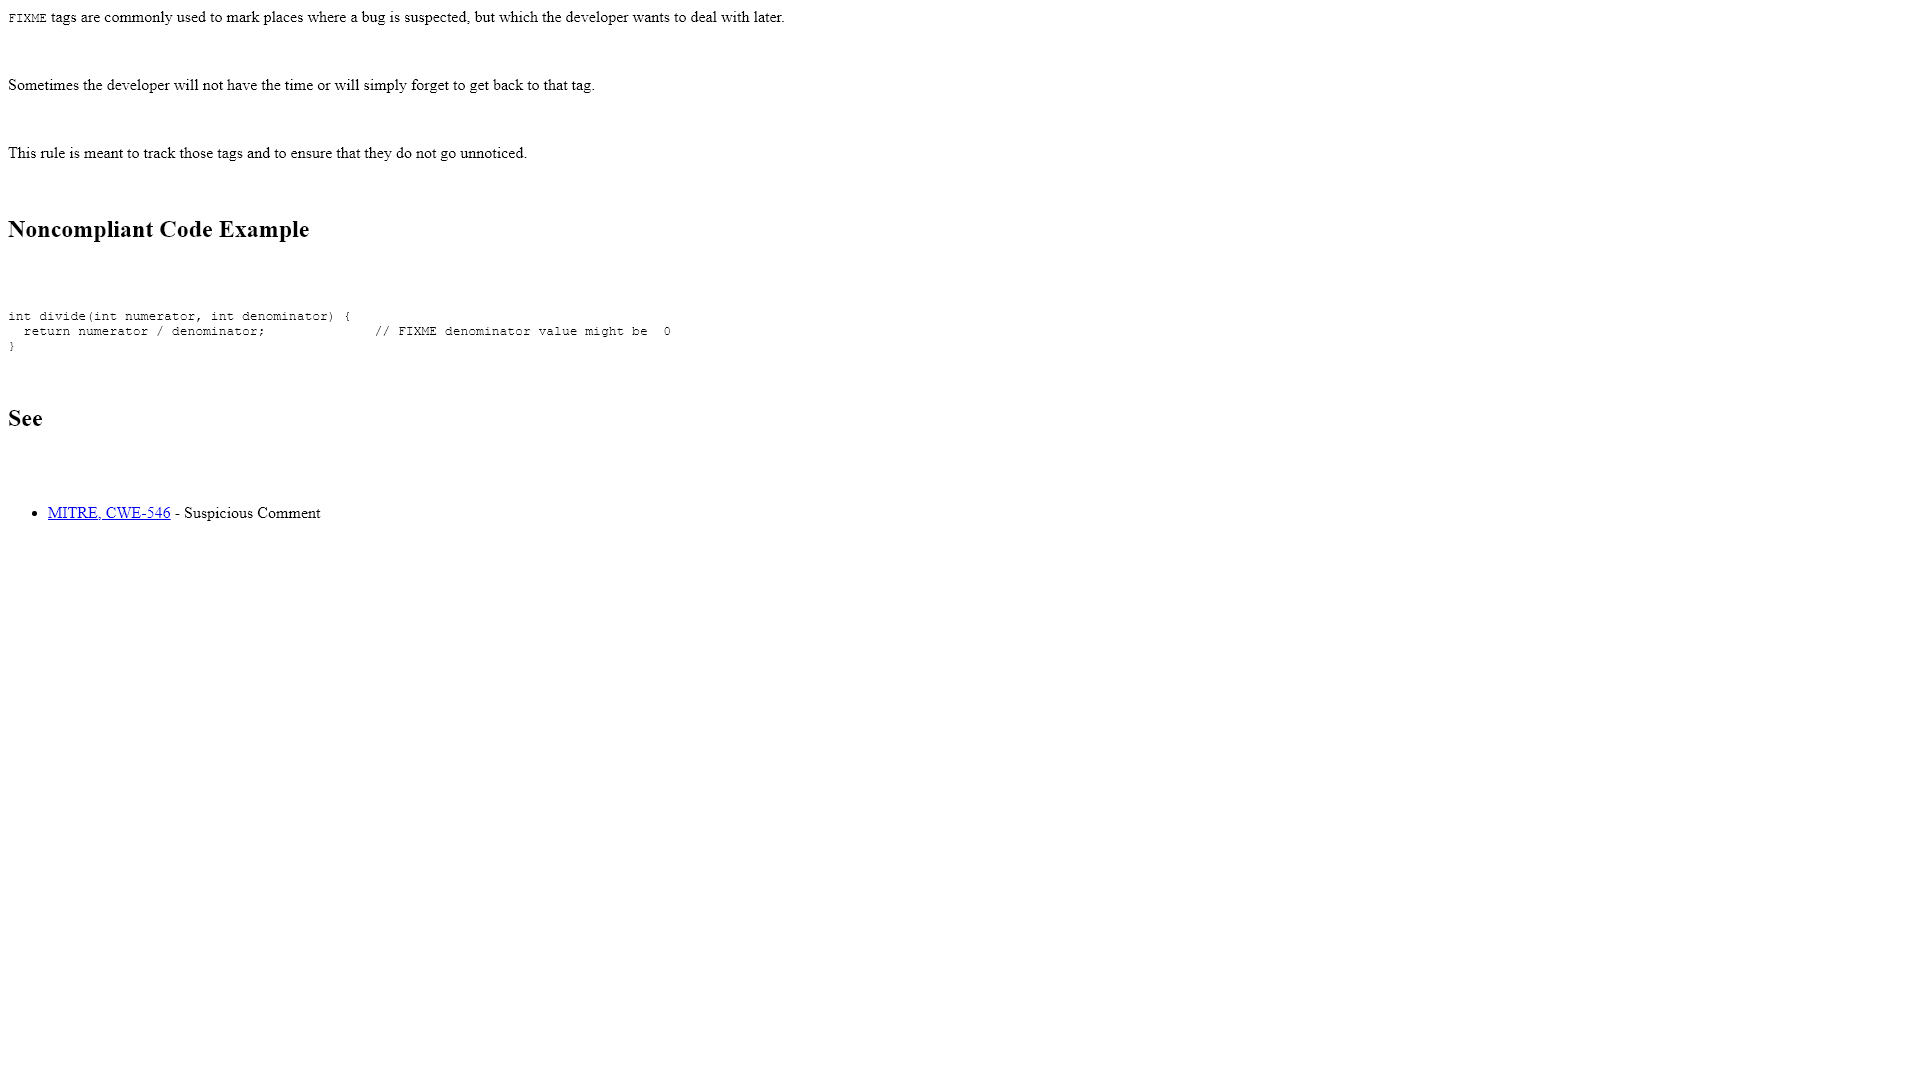 FIXME tags are commonly used to mark places where a bug is suspected, but which the developer wants to deal with later.
Sometimes the developer will not have the time or will simply forget to get back to that tag.
This rule is meant to track those tags and to ensure that they do not go unnoticed.
Noncompliant Code Example
int divide(int numerator, int denominator) {
  return numerator / denominator;              // FIXME denominator value might be  0
}
See
• MITRE, CWE-546 - Suspicious Comment